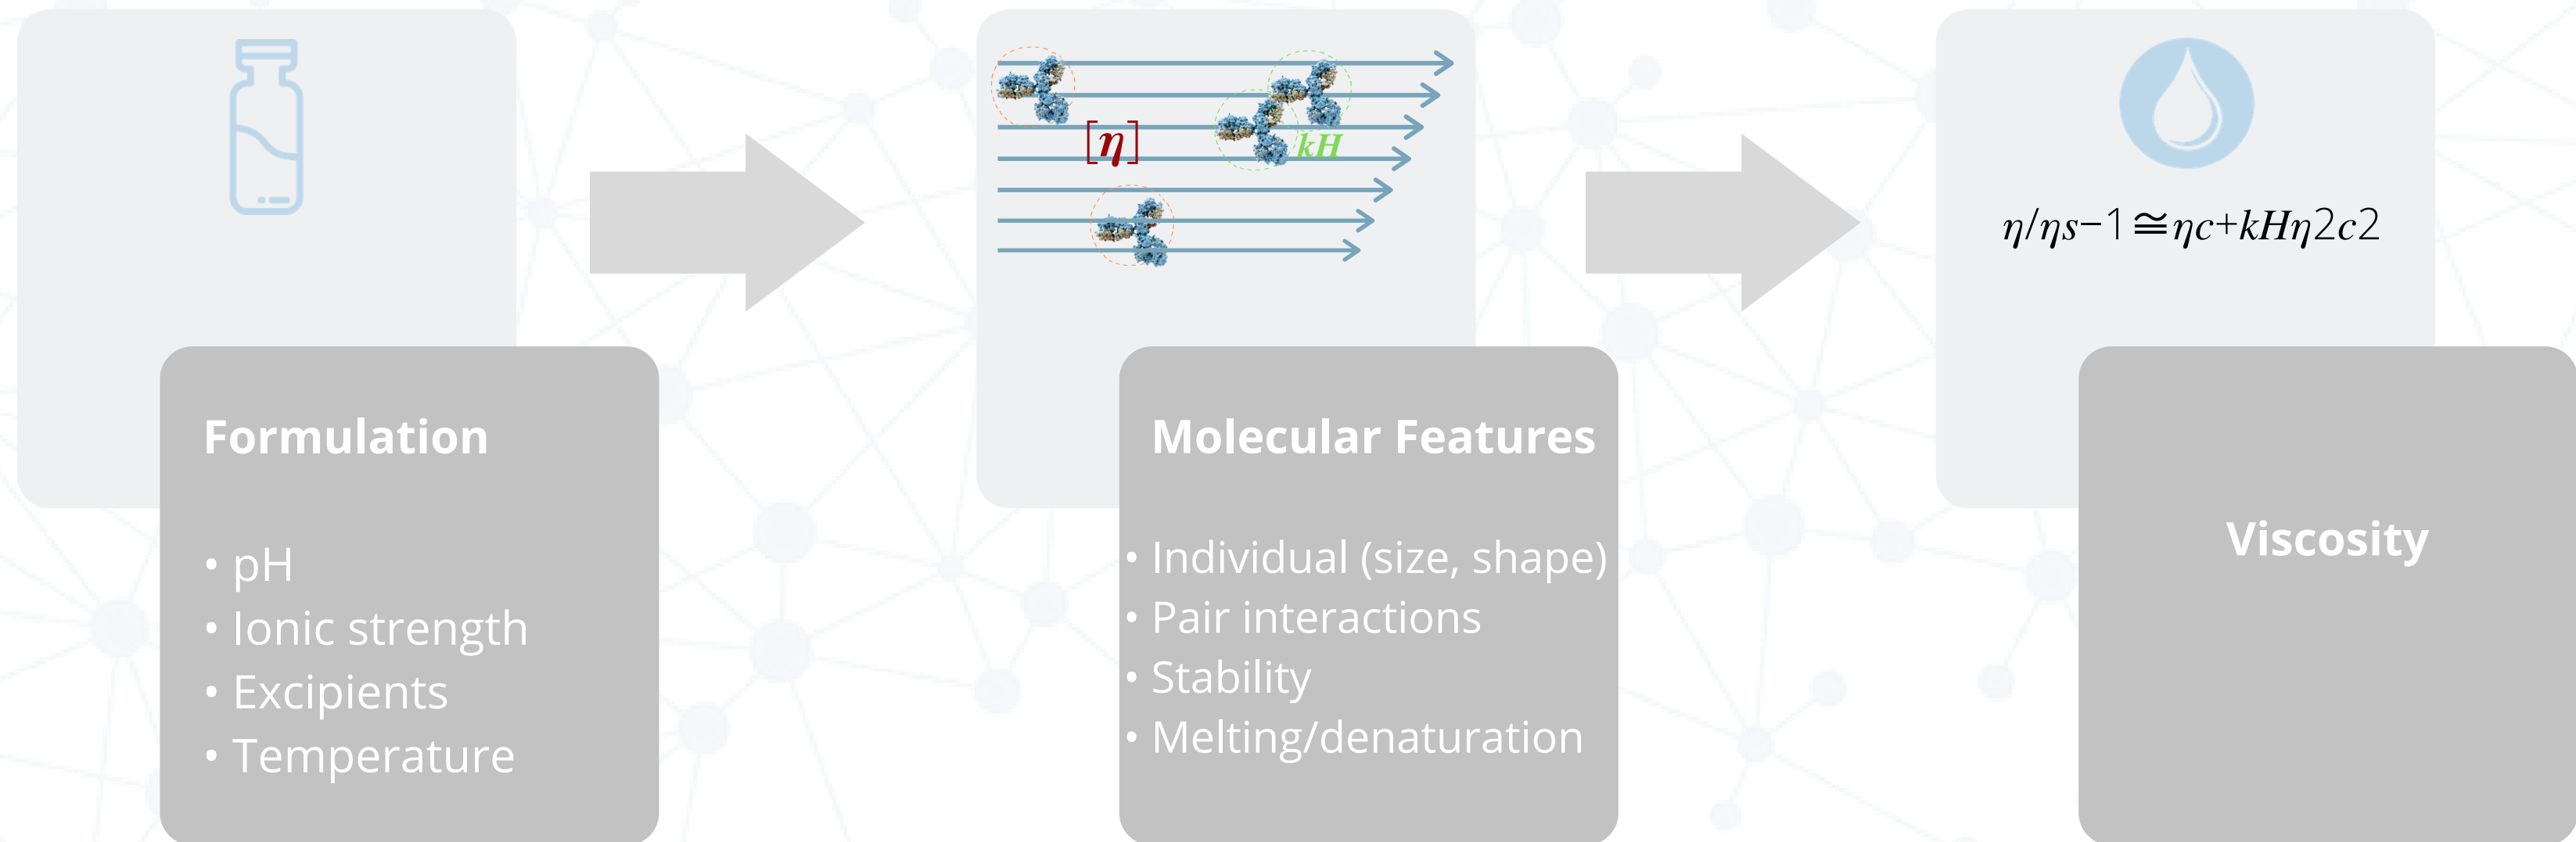 [η]
kH
η/ηs−1≅ηc+kHη2c2
Formulation
• pH
• Ionic strength
• Excipients
• Temperature
Molecular Features
• Individual (size, shape)
• Pair interactions
• Stability
• Melting/denaturation
Viscosity